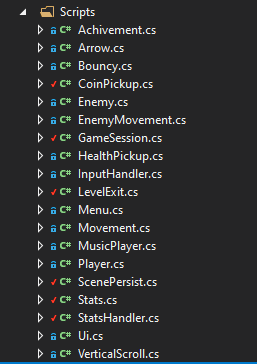 Scripts
C# Achivement.cs
C# Arrow.cs
C# Bouncy.cs
C# CoinPickup.cs
C# Enemy.cs
C# EnemyMovement.cs
C# GameSession.cs
C# HealthPickup.cs
C# InputHandler.cs
C# LevelExit.cs
C# Menu.cs
C# Movement.cs
C# MusicPlayer.cs
C# Player.cs
C# ScenePersist.cs
C# Stats.cs
C# StatsHandler.cs
C# Ui.cs
C# VerticalScroll.cs